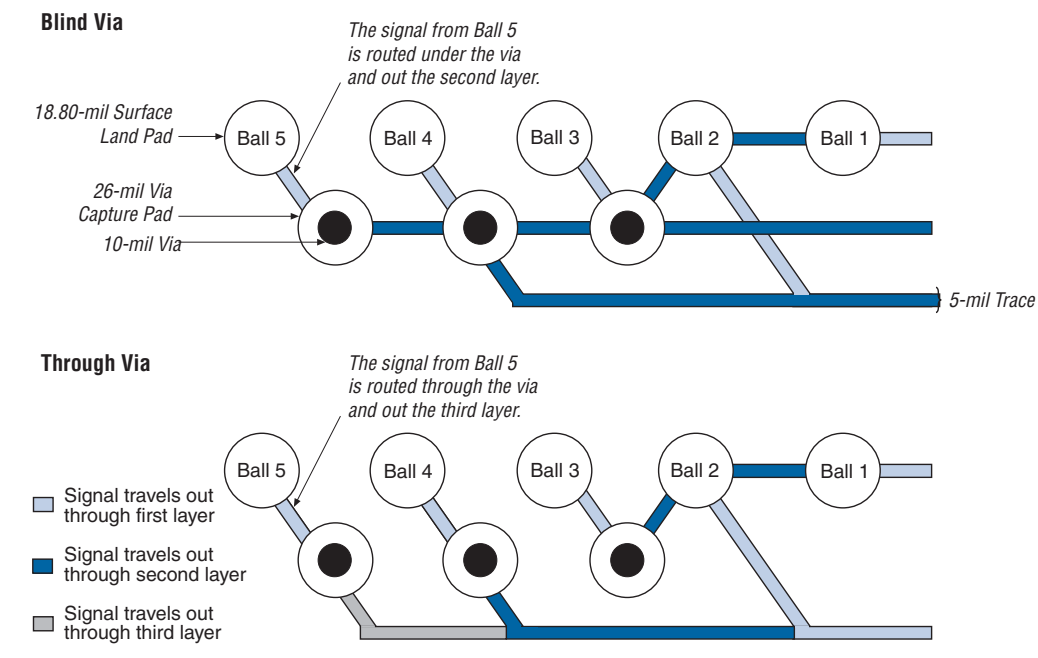 Blind Via
The signal from Ball 5
is routed under the via
and out the second layer.
18.80-mil Surface
Land Pad
Ball 5
Ball 4
Ball 3
Ball 2
Ball 1
26-mil Via
Capture Pad
10-mil Via
5-mil Trace
Through Via
The signal from Ball 5
is routed through the via
and out the third layer.
Ball 5
Ball 4
Ball 3
Ball 2
Ball 1
Signal travels out
through first layer
Signal travels out
through second layer
Signal travels out
through third layer